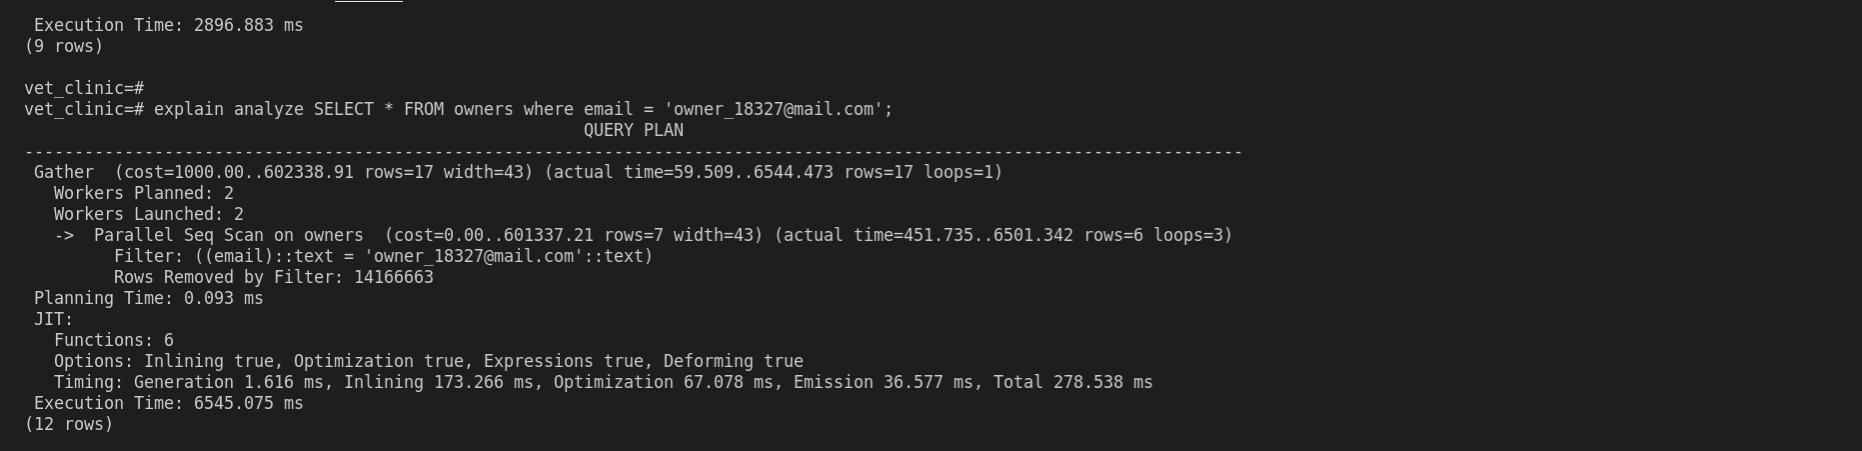 Execution Time: 2896.883 ms
(9 rows)
vet_clinic=#
vet_clinic=# explain analyze SELECT * FROM owners where email = 'owner_18327@mail.com';
QUERY PLAN
--------------------------------------------------------------------------------------------------------------------------
Gather  (cost=1000.00..602338.91 rows=17 width=43) (actual time=59.509..6544.473 rows=17 loops=1)
Workers Planned: 2
Workers Launched: 2
->  Parallel Seq Scan on owners  (cost=0.00..601337.21 rows=7 width=43) (actual time=451.735..6501.342 rows=6 loops=3)
Filter: ((email)::text = 'owner_18327@mail.com'::text)
Rows Removed by Filter: 14166663
Planning Time: 0.093 ms
JIT:
Functions: 6
Options: Inlining true, Optimization true, Expressions true, Deforming true
Timing: Generation 1.616 ms, Inlining 173.266 ms, Optimization 67.078 ms, Emission 36.577 ms, Total 278.538 ms
Execution Time: 6545.075 ms
(12 rows)